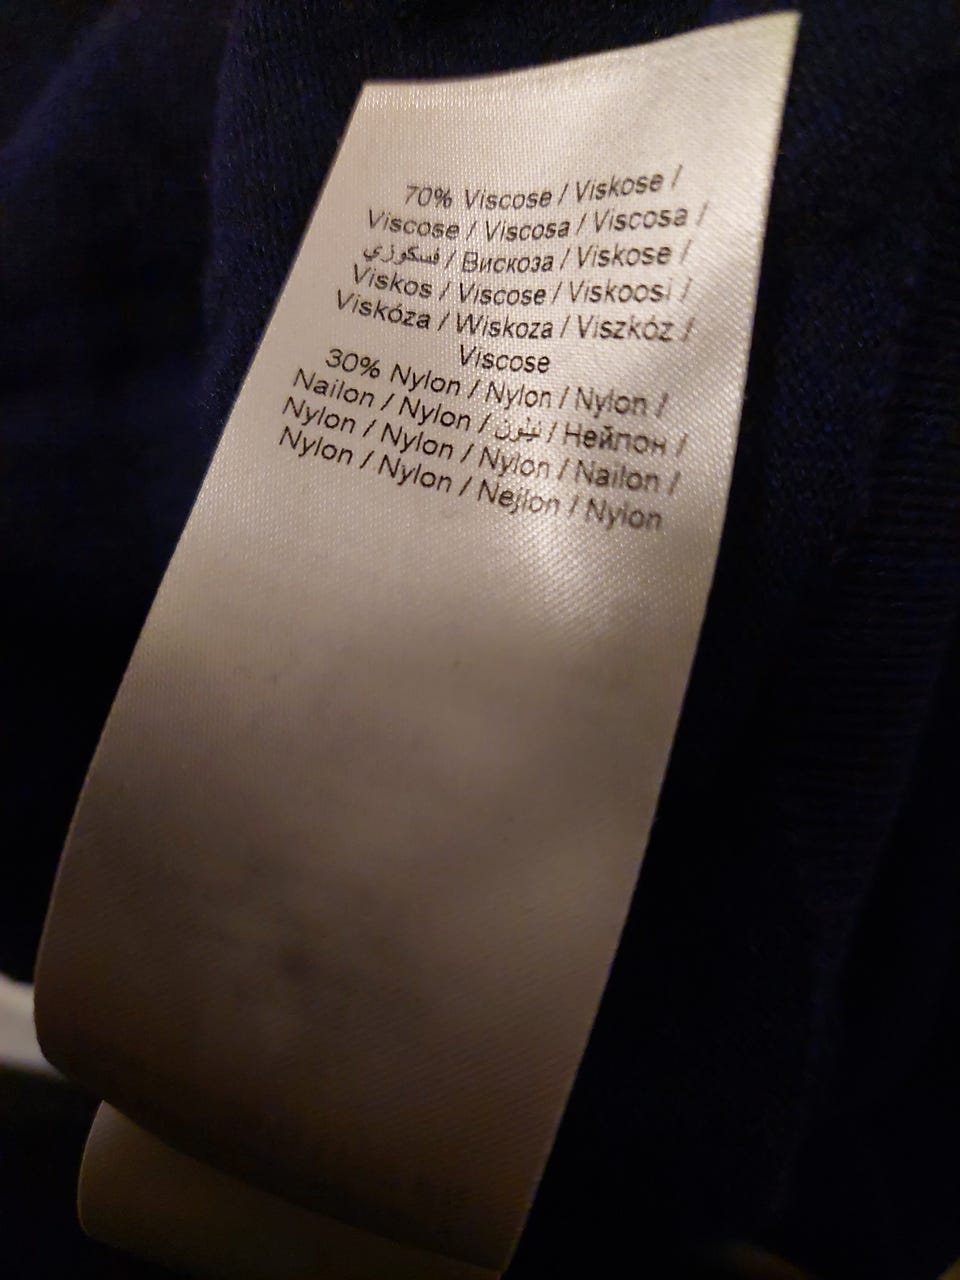 70% Viscose / Viskose /
Viscose / Viscosa / Viscosa /
فسكوزي / Вискоза / Viskose /
Viskos / Viscose / Viskoosi /
Viskóza / Wiskoza / Viszkóz /
Viscose
30% Nylon / Nylon / Nylon /
Nailon / Nylon / نيلون / Нейлон /
Nylon / Nylon / Nylon / Nailon /
Nylon / Nylon / Nejlon / Nylon